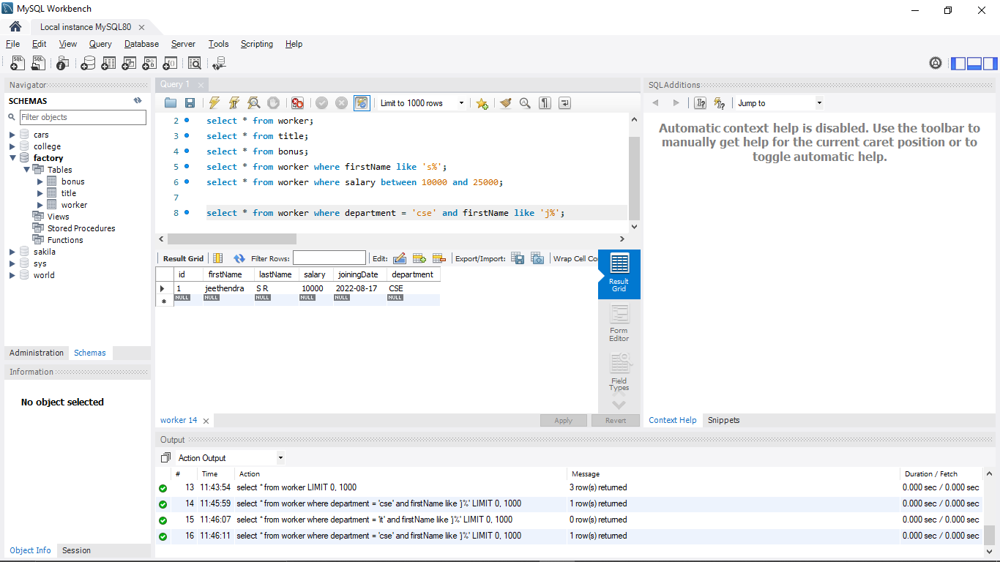 MySQL Workbench
Local instance MySQL80
File Edit View Query Database Server Tools Scripting Help
Navigator
SCHEMAS
Filter objects
cars
college
factory
Tables
bonus
title
worker
Views
Stored Procedures
Functions
sakila
sys
world
Administration Schemas
Information
No object selected
Object Info Session
Query 1
Limit to 1000 rows
2 select * from worker;
3 select * from title;
4 select * from bonus;
5 select * from worker where firstName like 's%';
6 select * from worker where salary between 10000 and 25000;
7
8 select * from worker where department = 'cse' and firstName like 'j%';
Result Grid Filter Rows: Edit: Export/Import: Wrap Cell Co
id firstName lastName salary joiningDate department
1 jeethendra S R 10000 2022-08-17 CSE
NULL NULL NULL NULL NULL NULL
Result
Grid
Form
Editor
Field
Types
worker 14 Apply Revert
SQLAdditions
Jump to
Automatic context help is disabled. Use the toolbar to
manually get help for the current caret position or to
toggle automatic help.
Context Help Snippets
Output
Action Output
# Time Action Message Duration / Fetch
13 11:43:54 select * from worker LIMIT 0, 1000 3 row(s) returned 0.000 sec / 0.000 sec
14 11:45:59 select * from worker where department = 'cse' and firstName like 'j%' LIMIT 0, 1000 1 row(s) returned 0.000 sec / 0.000 sec
15 11:46:07 select * from worker where department = 'it' and firstName like 'j%' LIMIT 0, 1000 0 row(s) returned 0.000 sec / 0.000 sec
16 11:46:11 select * from worker where department = 'cse' and firstName like 'j%' LIMIT 0, 1000 1 row(s) returned 0.000 sec / 0.000 sec